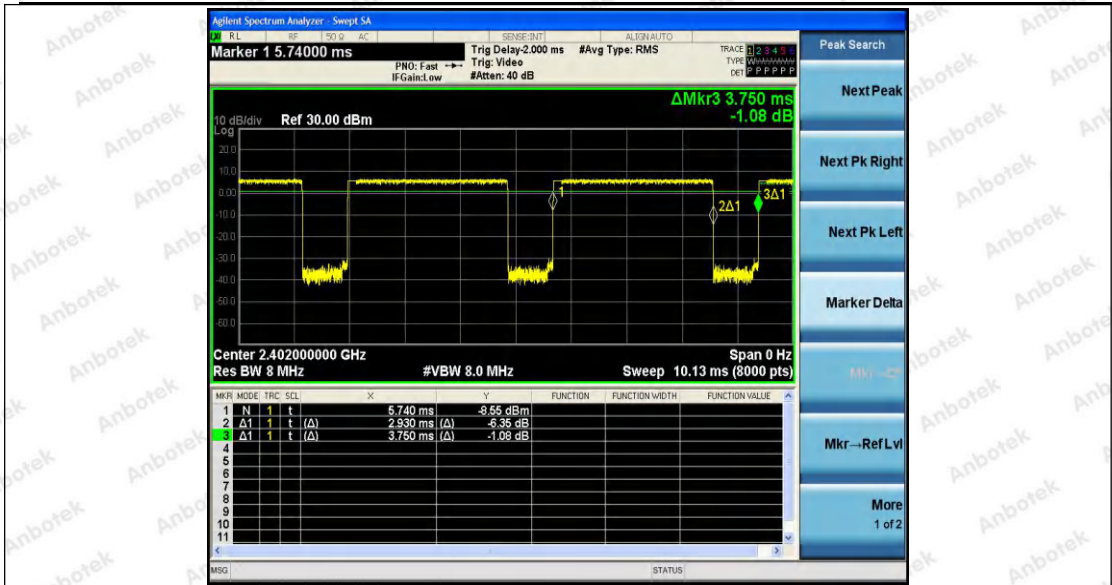 Agilent Spectrum Analyzer - Swept SA
RL RF 50 Ω AC SENSE:INT ALIGN AUTO
Marker 1 5.74000 ms
PNO: Fast
IFGain:Low
Trig Delay-2.000 ms
Trig: Video
#Atten: 40 dB
#Avg Type: RMS
TRACE 1 2 3 4 5 6
TYPE
DET P P P P P P
Peak Search
Next Peak
Next Pk Right
Next Pk Left
Marker Delta
Mkr→Ref Lvl
More
1 of 2
ΔMkr3 3.750 ms
-1.08 dB
10 dB/div Ref 30.00 dBm
Log
20.0
10.0
0.00
-10.0
-20.0
-30.0
-40.0
-50.0
-60.0
1
2Δ1
3Δ1
Center 2.402000000 GHz Span 0 Hz
Res BW 8 MHz #VBW 8.0 MHz Sweep 10.13 ms (8000 pts)
MKR MODE TRC SCL X Y FUNCTION FUNCTION WIDTH FUNCTION VALUE
1 N 1 t 5.740 ms -8.55 dBm
2 Δ1 1 t (Δ) 2.930 ms (Δ) -6.35 dB
3 Δ1 1 t (Δ) 3.750 ms (Δ) -1.08 dB
4
5
6
7
8
9
10
11
MSG STATUS
Anbotek